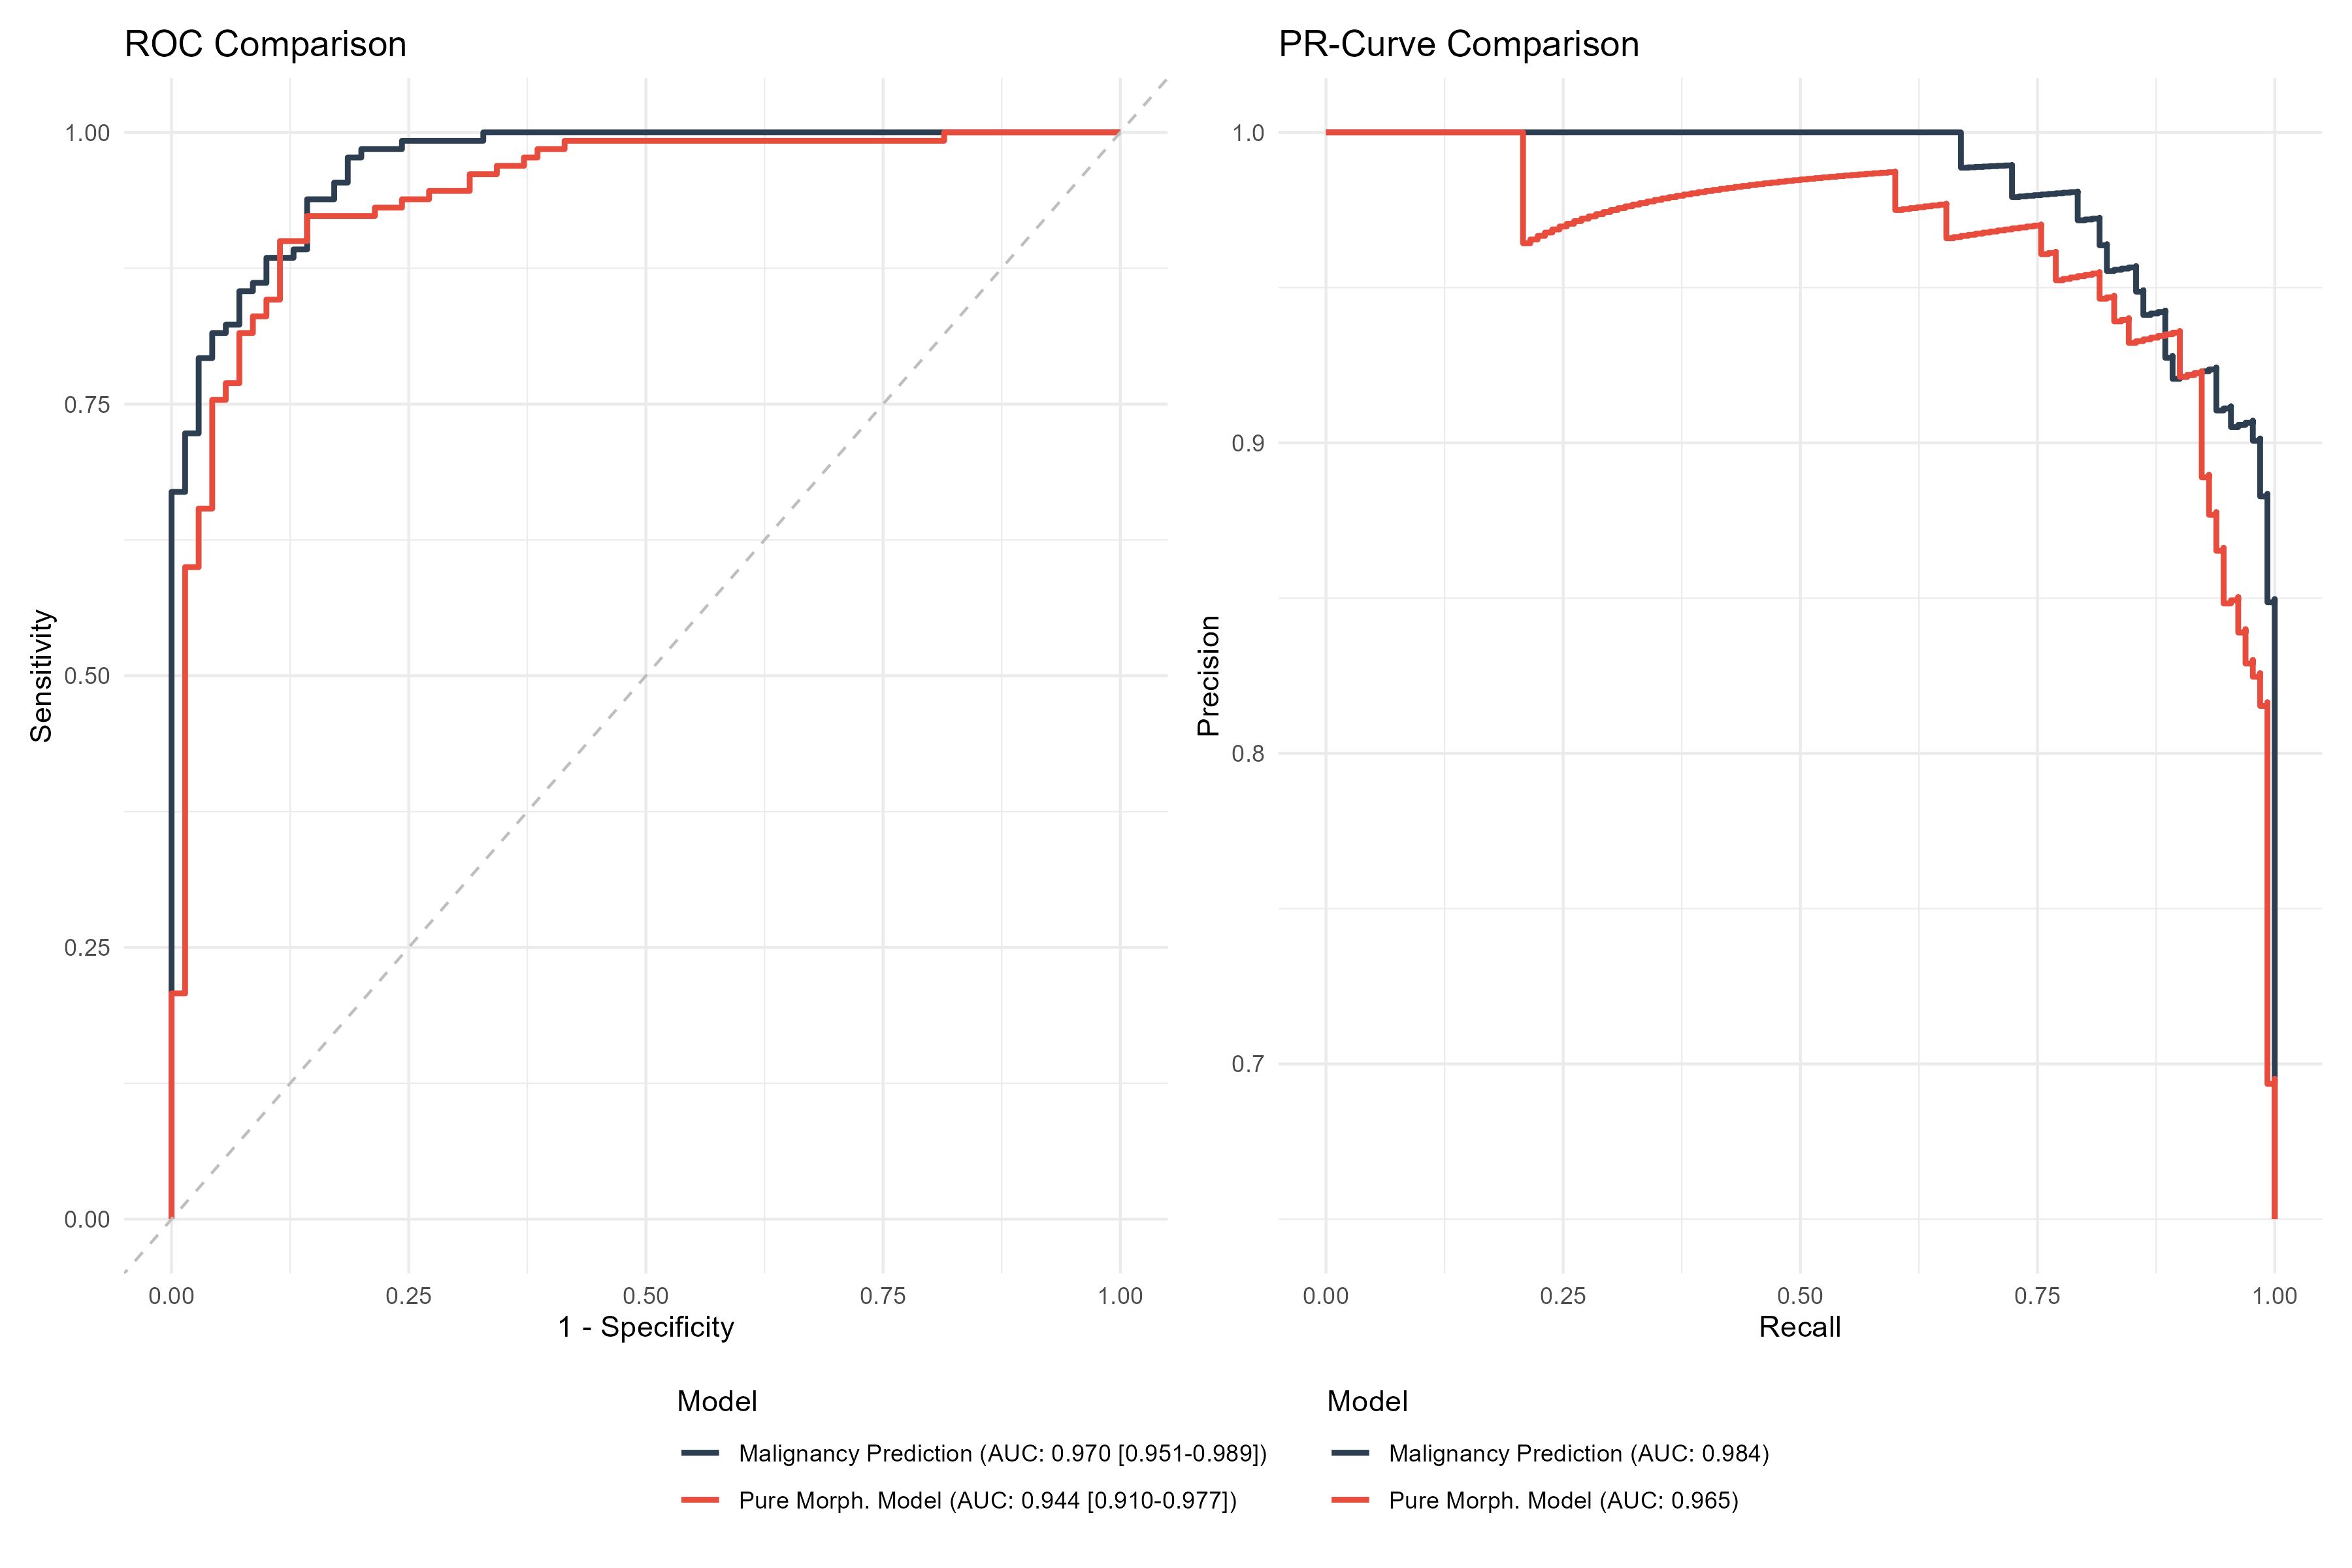 ROC Comparison
1.00
0.75
0.50
0.25
0.00
Sensitivity
0.00 0.25 0.50 0.75 1.00
1 - Specificity
PR-Curve Comparison
1.0
0.9
0.8
0.7
Precision
0.00 0.25 0.50 0.75 1.00
Recall
Model
Malignancy Prediction (AUC: 0.970 [0.951-0.989])
Pure Morph. Model (AUC: 0.944 [0.910-0.977])
Model
Malignancy Prediction (AUC: 0.984)
Pure Morph. Model (AUC: 0.965)